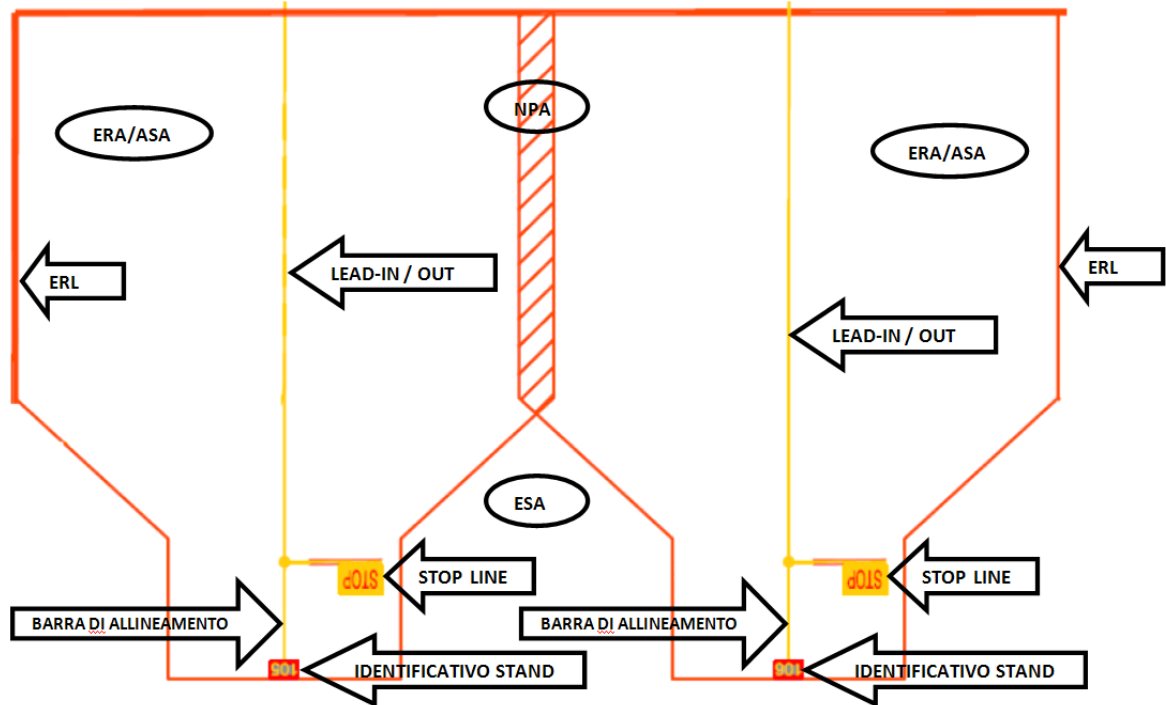 NPA
ERA/ASA
ERA/ASA
ERL
LEAD-IN / OUT
ERL
LEAD-IN / OUT
ESA
STOP
STOP LINE
STOP
STOP LINE
BARRA DI ALLINEAMENTO
BARRA DI ALLINEAMENTO
105
IDENTIFICATIVO STAND
106
IDENTIFICATIVO STAND